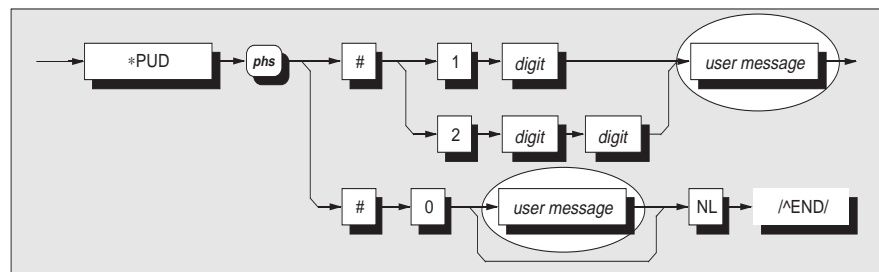 *PUD phs # 1 digit user message
2 digit digit
# 0 user message NL /^END/